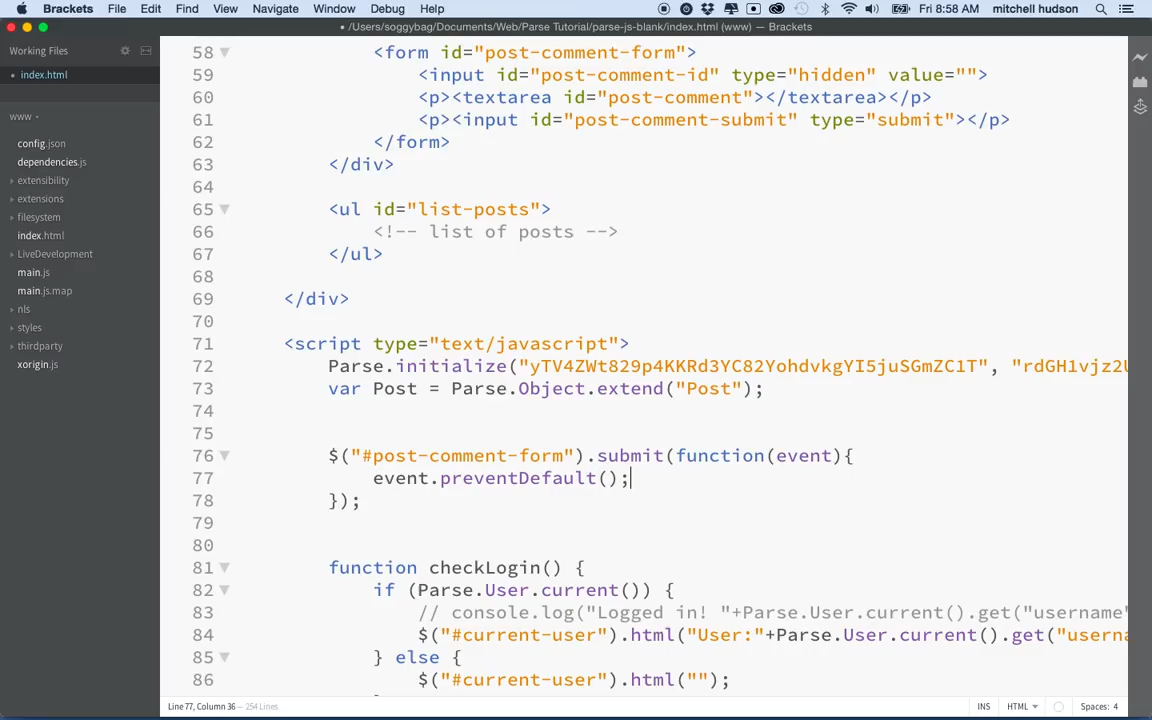 Brackets File Edit Find View Navigate Window Debug Help Fri 8:58 AM mitchell hudson
• /Users/soggybag/Documents/Web/Parse Tutorial/parse-js-blank/index.html (www) — Brackets
Working Files
• index.html
www
config.json
dependencies.js
extensibility
extensions
filesystem
index.html
LiveDevelopment
main.js
main.js.map
nls
styles
thirdparty
xorigin.js
58 <form id="post-comment-form">
59 <input id="post-comment-id" type="hidden" value="">
60 <p><textarea id="post-comment"></textarea></p>
61 <p><input id="post-comment-submit" type="submit"></p>
62 </form>
63 </div>
64
65 <ul id="list-posts">
66 <!-- list of posts -->
67 </ul>
68
69 </div>
70
71 <script type="text/javascript">
72 Parse.initialize("yTV4ZWt829p4KKRd3YC82YohdvkgYI5juSGmZC1T", "rdGH1vjz2U
73 var Post = Parse.Object.extend("Post");
74
75
76 $("#post-comment-form").submit(function(event){
77 event.preventDefault();
78 });
79
80
81 function checkLogin() {
82 if (Parse.User.current()) {
83 // console.log("Logged in! "+Parse.User.current().get("username"
84 $("#current-user").html("User:"+Parse.User.current().get("userna
85 } else {
86 $("#current-user").html("");
Line 77, Column 36 — 254 Lines
INS HTML Spaces: 4